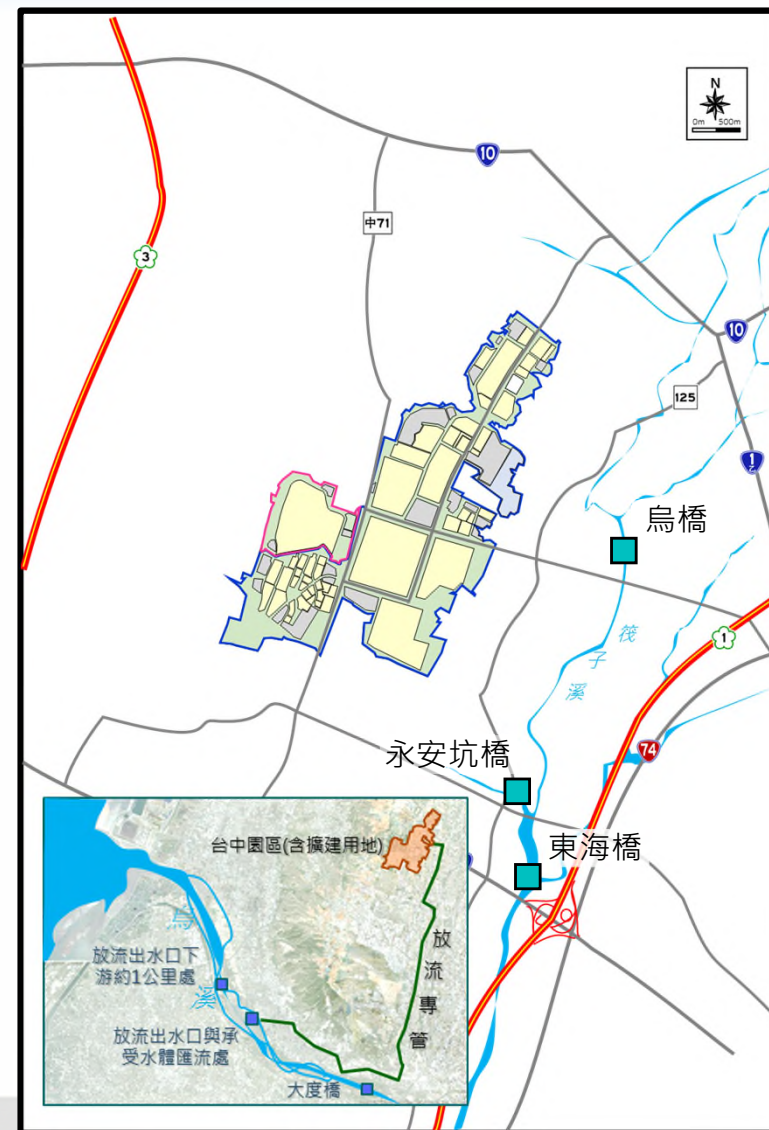 N
0m 500m
10
中71
3
10
125
1
乙
烏橋
筏
子
溪
1
永安坑橋
74
東海橋
台中園區(含擴建用地)
烏
溪
放流出水口下
游約1公里處
放
流
專
管
放流出水口與承
受水體匯流處
大度橋